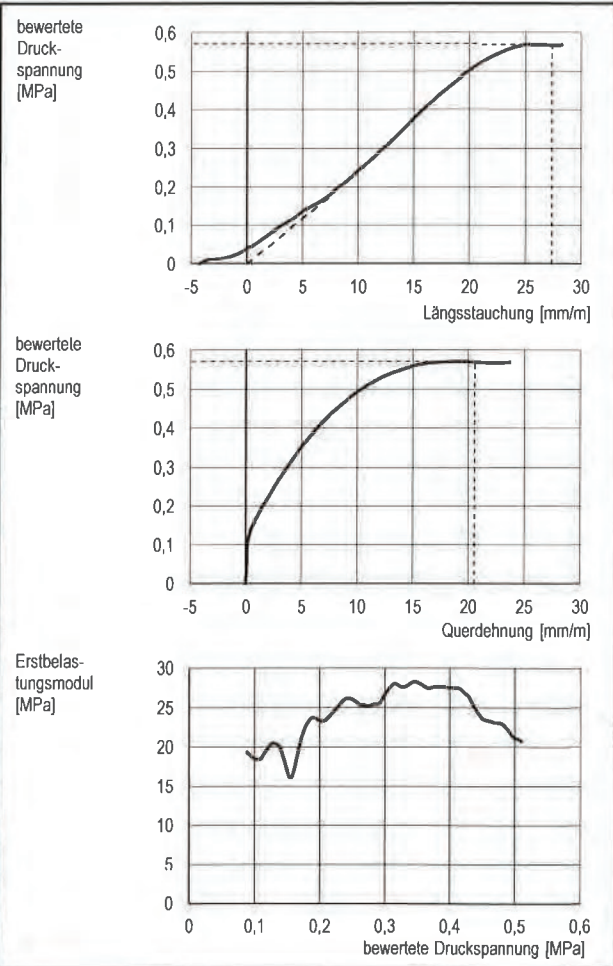 bewertete
Druck-
spannung
[MPa]
0,6
0,5
0,4
0,3
0,2
0,1
0
-5 0 5 10 15 20 25 30
Längsstauchung [mm/m]
bewertete
Druck-
spannung
[MPa]
0,6
0,5
0,4
0,3
0,2
0,1
0
-5 0 5 10 15 20 25 30
Querdehnung [mm/m]
Erstbelas-
tungsmodul
[MPa]
30
25
20
15
10
5
0
0 0,1 0,2 0,3 0,4 0,5 0,6
bewertete Druckspannung [MPa]